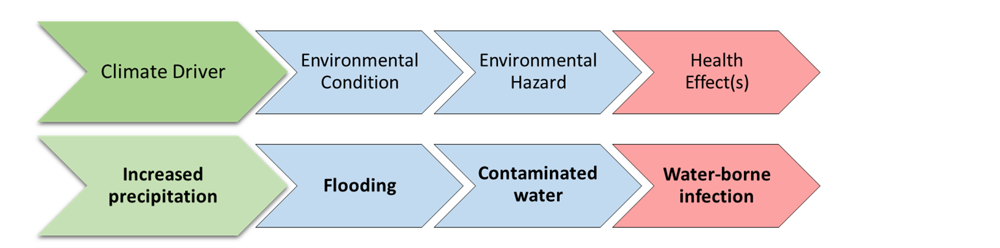 Climate Driver
Environmental
Condition
Environmental
Hazard
Health
Effect(s)
Increased
precipitation
Flooding
Contaminated
water
Water-borne
infection